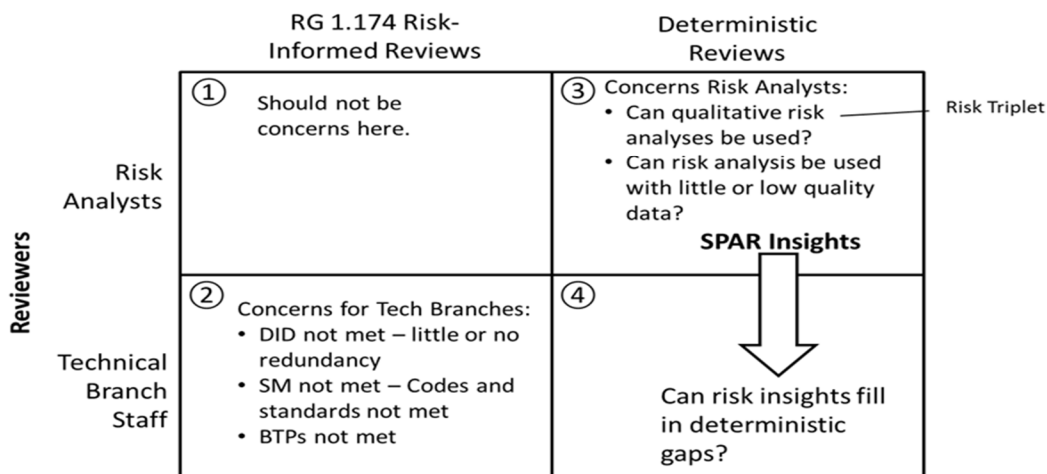 RG 1.174 Risk-
Informed Reviews
Deterministic
Reviews
Reviewers
Risk
Analysts
①
Should not be
concerns here.
③ Concerns Risk Analysts:
• Can qualitative risk
analyses be used?
• Can risk analysis be used
with little or low quality
data?
SPAR Insights
Risk Triplet
Technical
Branch
Staff
② Concerns for Tech Branches:
• DID not met – little or no
redundancy
• SM not met – Codes and
standards not met
• BTPs not met
④
Can risk insights fill
in deterministic
gaps?